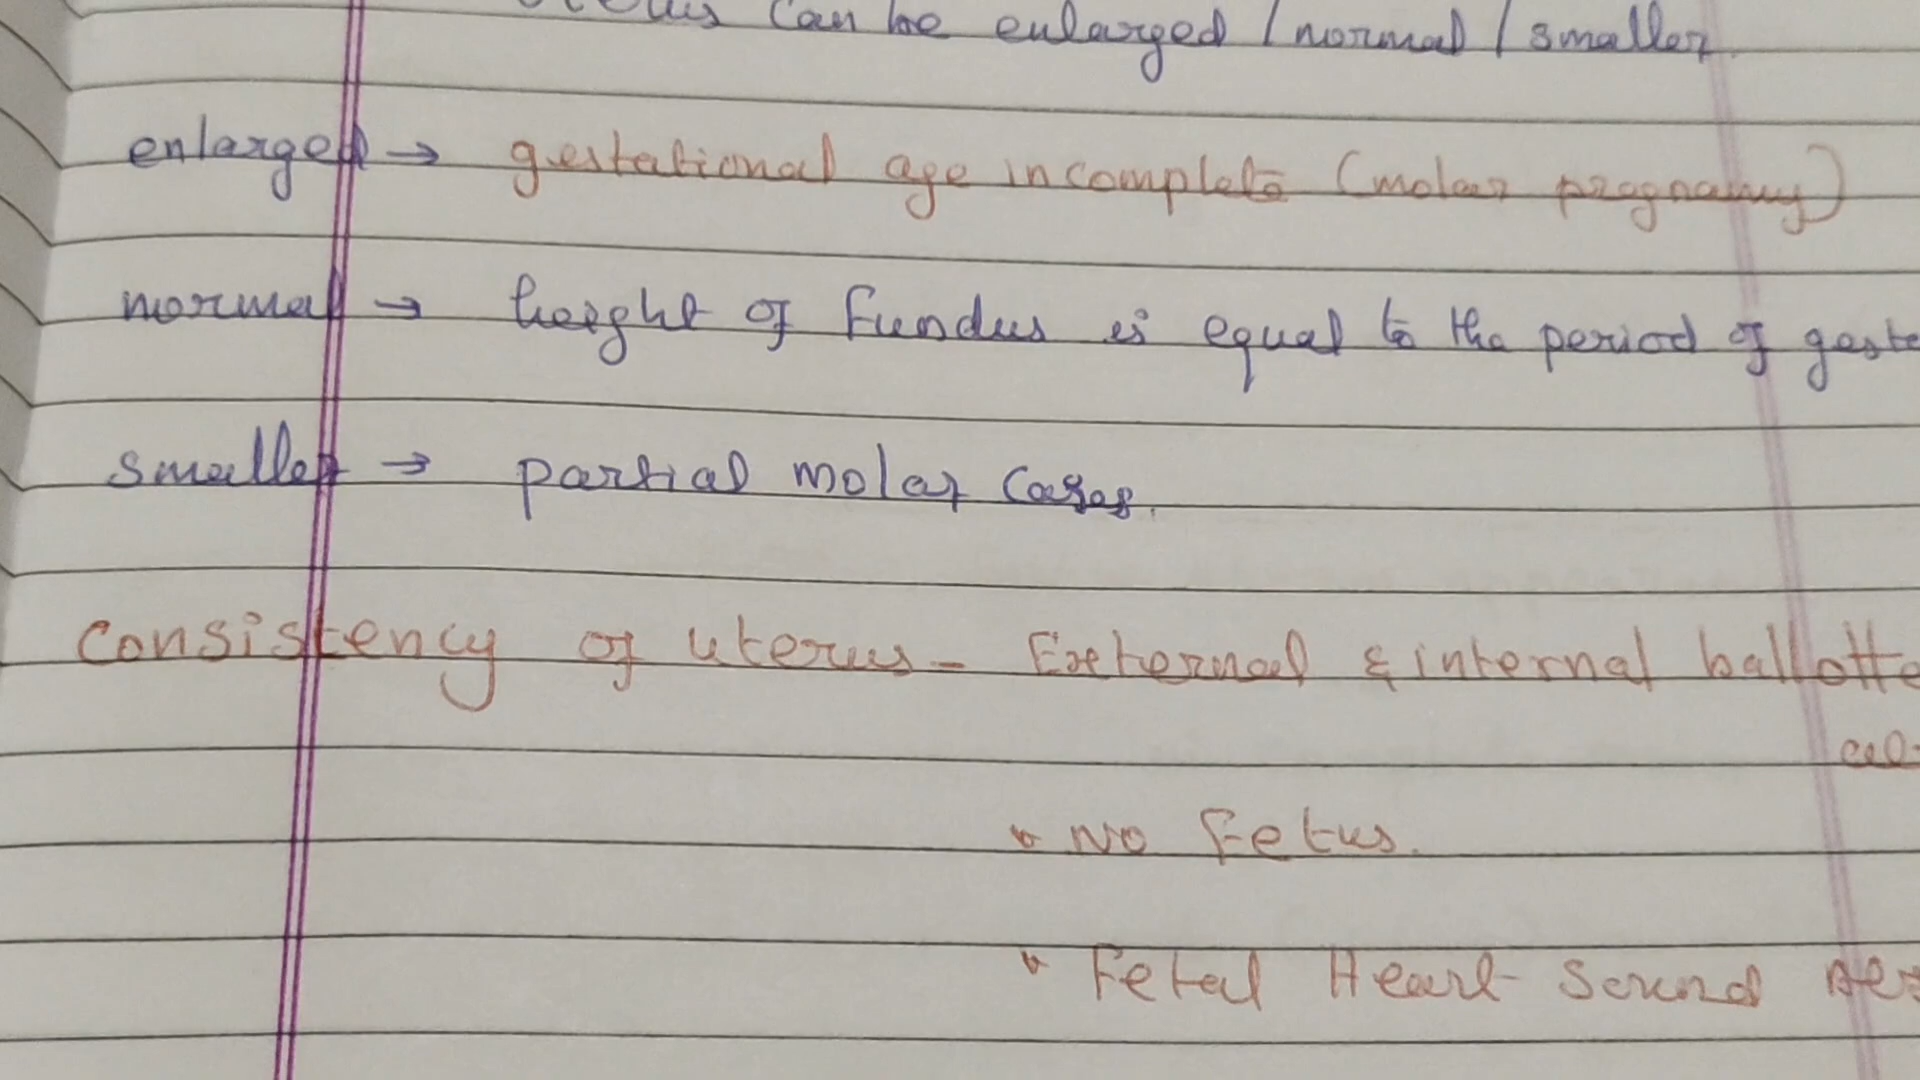 can be enlarged / normal / smaller
enlarged → gestational age incomplete (molar pregnancy)
normal → height of Fundus is equal to the period of geste
smaller → partial molar cases.
Consistency of uterus - External & internal ballotte
No Fetus.
Fetal Heart Sound